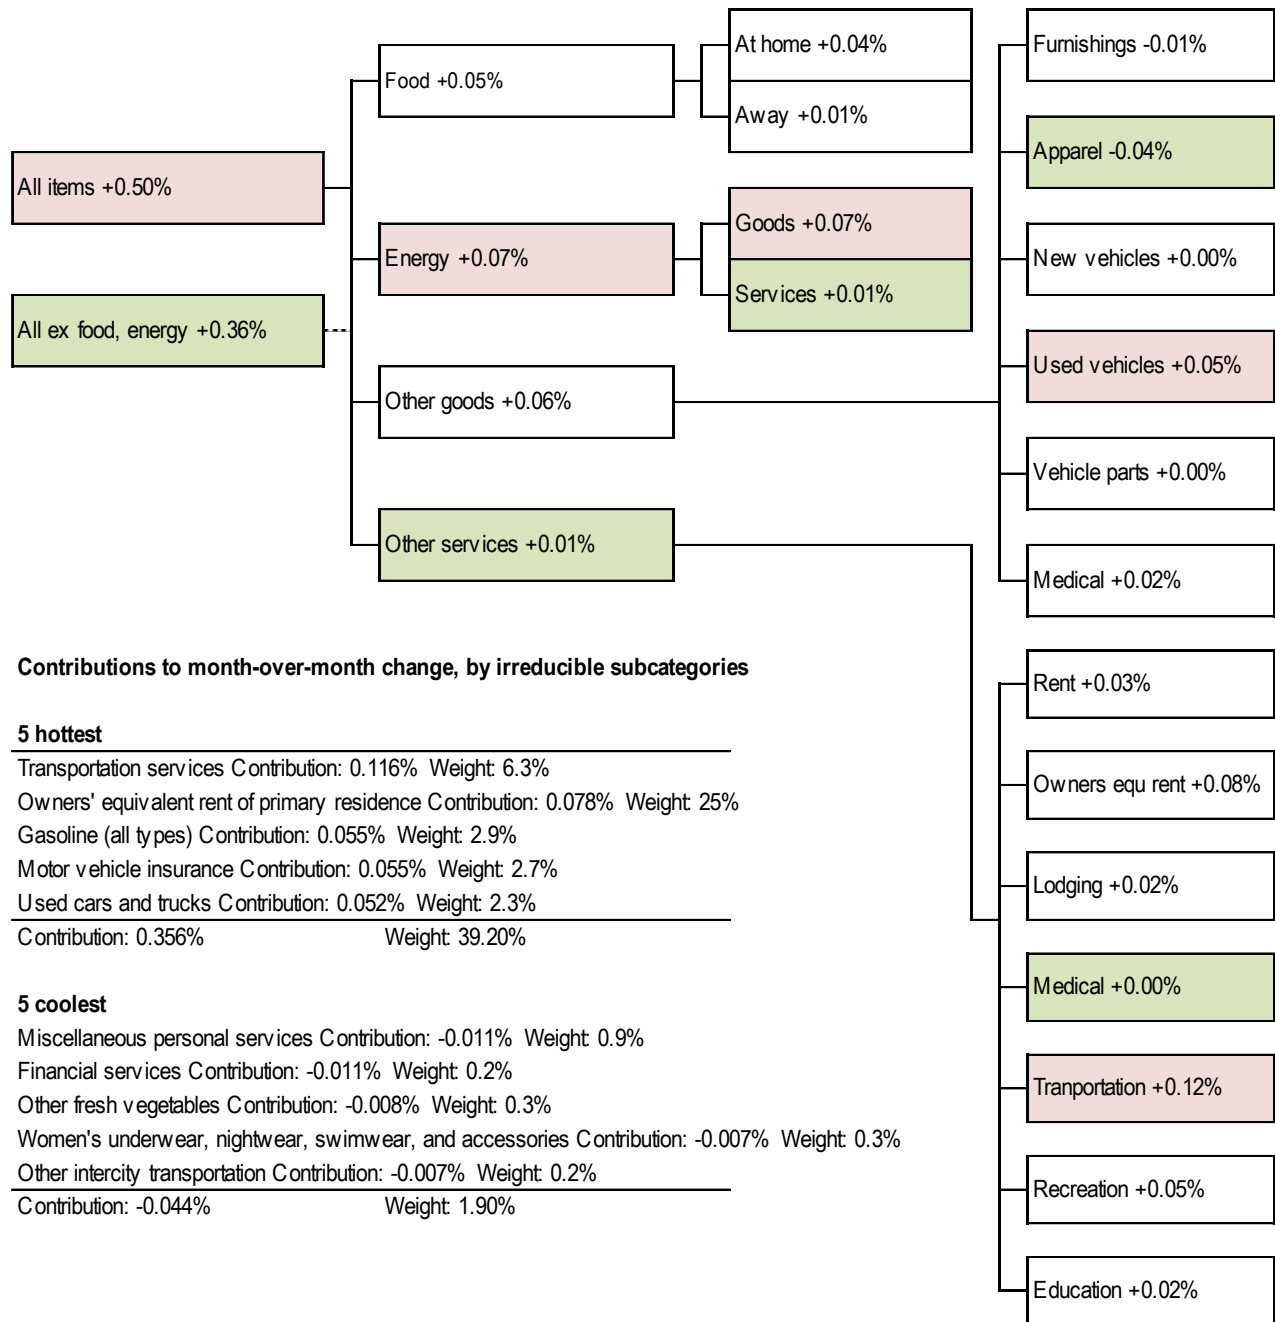 All items +0.50%
All ex food, energy +0.36%
Food +0.05%
Energy +0.07%
Other goods +0.06%
Other services +0.01%
At home +0.04%
Away +0.01%
Goods +0.07%
Services +0.01%
Furnishings -0.01%
Apparel -0.04%
New vehicles +0.00%
Used vehicles +0.05%
Vehicle parts +0.00%
Medical +0.02%
Rent +0.03%
Owners equ rent +0.08%
Lodging +0.02%
Medical +0.00%
Tranportation +0.12%
Recreation +0.05%
Education +0.02%
Contributions to month-over-month change, by irreducible subcategories
5 hottest
Transportation services Contribution: 0.116% Weight: 6.3%
Owners' equivalent rent of primary residence Contribution: 0.078% Weight: 25%
Gasoline (all types) Contribution: 0.055% Weight: 2.9%
Motor vehicle insurance Contribution: 0.055% Weight: 2.7%
Used cars and trucks Contribution: 0.052% Weight: 2.3%
Contribution: 0.356% Weight: 39.20%
5 coolest
Miscellaneous personal services Contribution: -0.011% Weight: 0.9%
Financial services Contribution: -0.011% Weight: 0.2%
Other fresh vegetables Contribution: -0.008% Weight: 0.3%
Women's underwear, nightwear, swimwear, and accessories Contribution: -0.007% Weight: 0.3%
Other intercity transportation Contribution: -0.007% Weight: 0.2%
Contribution: -0.044% Weight: 1.90%